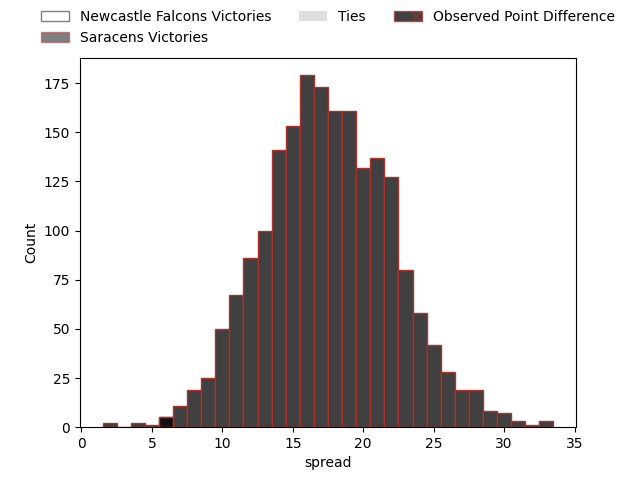 Newcastle Falcons Victories
Ties
Observed Point Difference
Saracens Victories
175
150
125
100
75
50
25
0
Count
0 5 10 15 20 25 30 35
spread